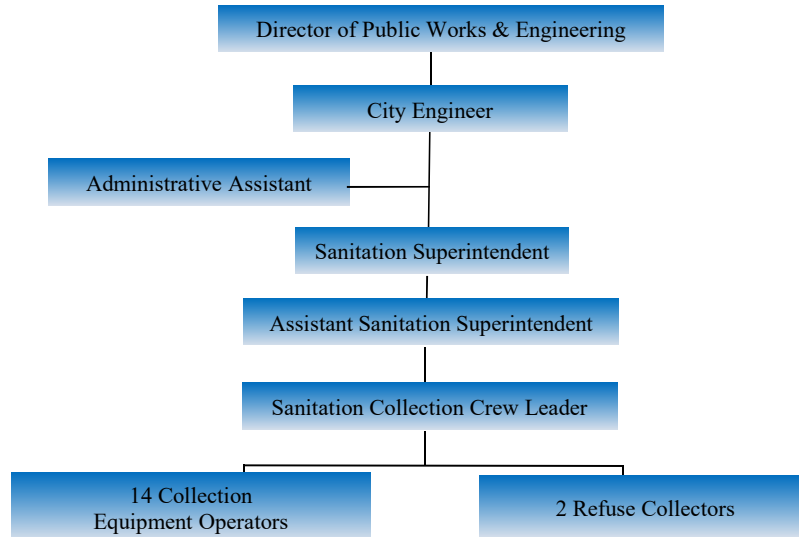 Director of Public Works & Engineering
City Engineer
Administrative Assistant
Sanitation Superintendent
Assistant Sanitation Superintendent
Sanitation Collection Crew Leader
14 Collection
Equipment Operators
2 Refuse Collectors